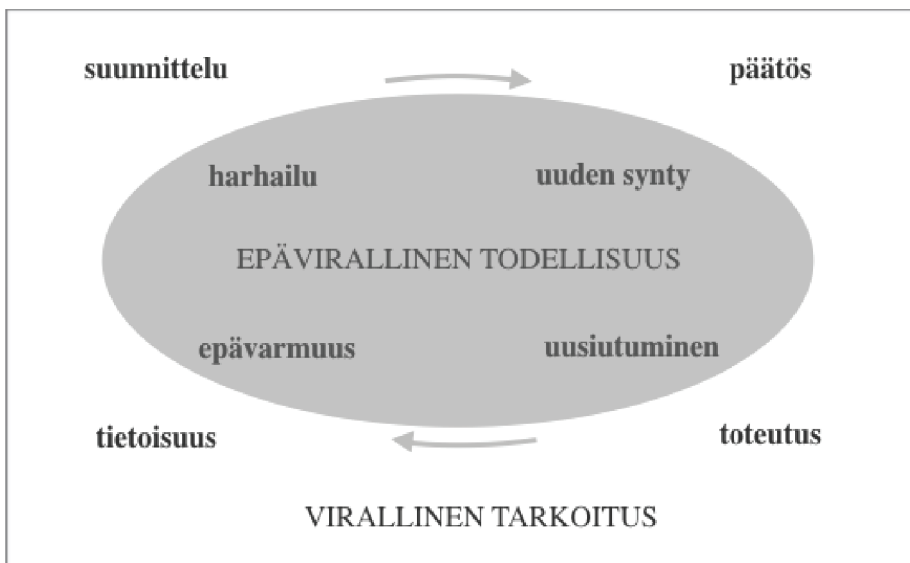 suunnittelu
päätös
harhailu
uuden synty
EPÄVIRALLINEN TODELLISUUS
epävarmuus
uusiutuminen
tietoisuus
toteutus
VIRALLINEN TARKOITUS